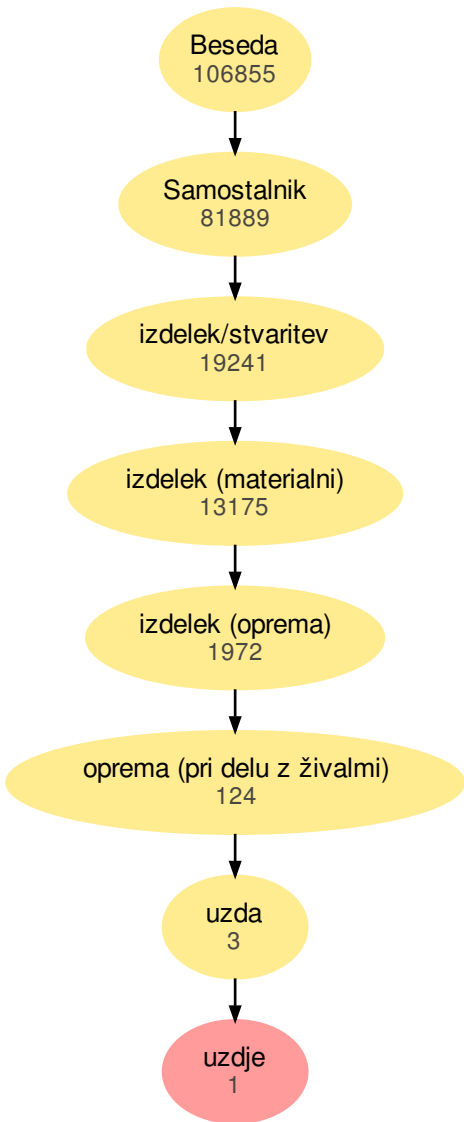 Beseda
106855
Samostalnik
81889
izdelek/stvaritev
19241
izdelek (materialni)
13175
izdelek (oprema)
1972
oprema (pri delu z živalmi)
124
uzda
3
uzdje
1